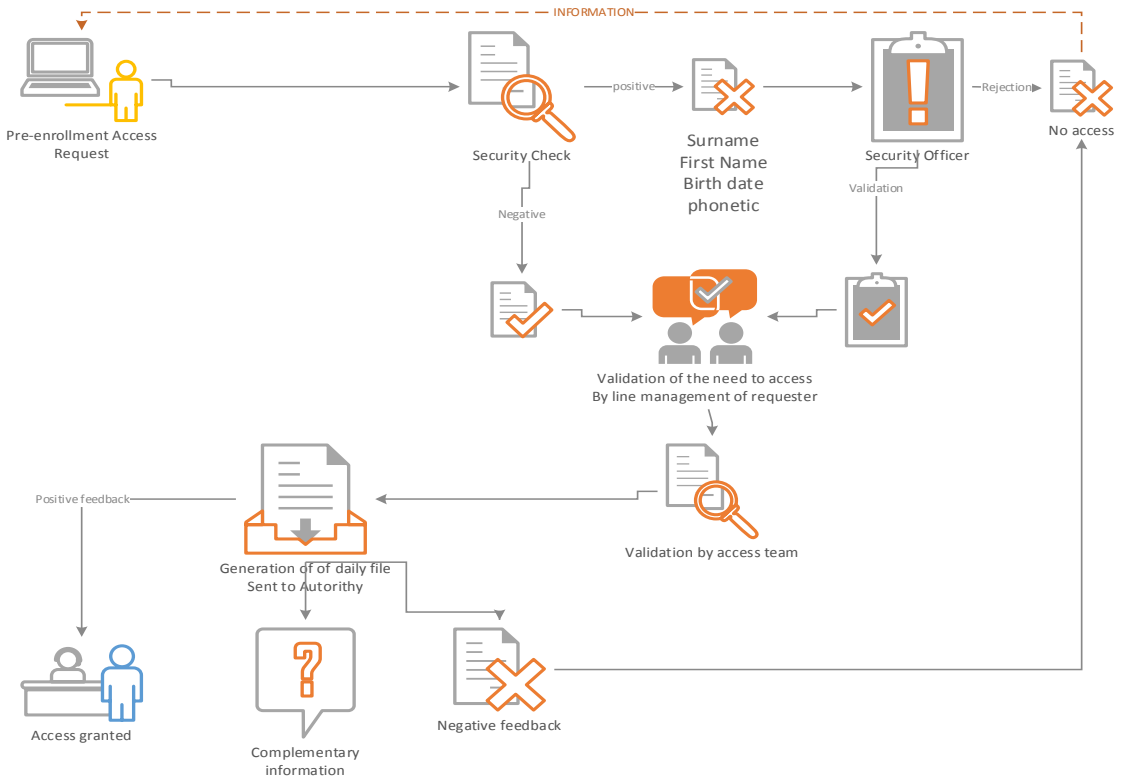 INFORMATION
Pre-enrollment Access
Request
Security Check
positive
Surname
First Name
Birth date
phonetic
Security Officer
Rejection
No access
Negative
Validation
Validation of the need to access
By line management of requester
Validation by access team
Positive feedback
Generation of of daily file
Sent to Autorithy
Access granted
Complementary
information
Negative feedback